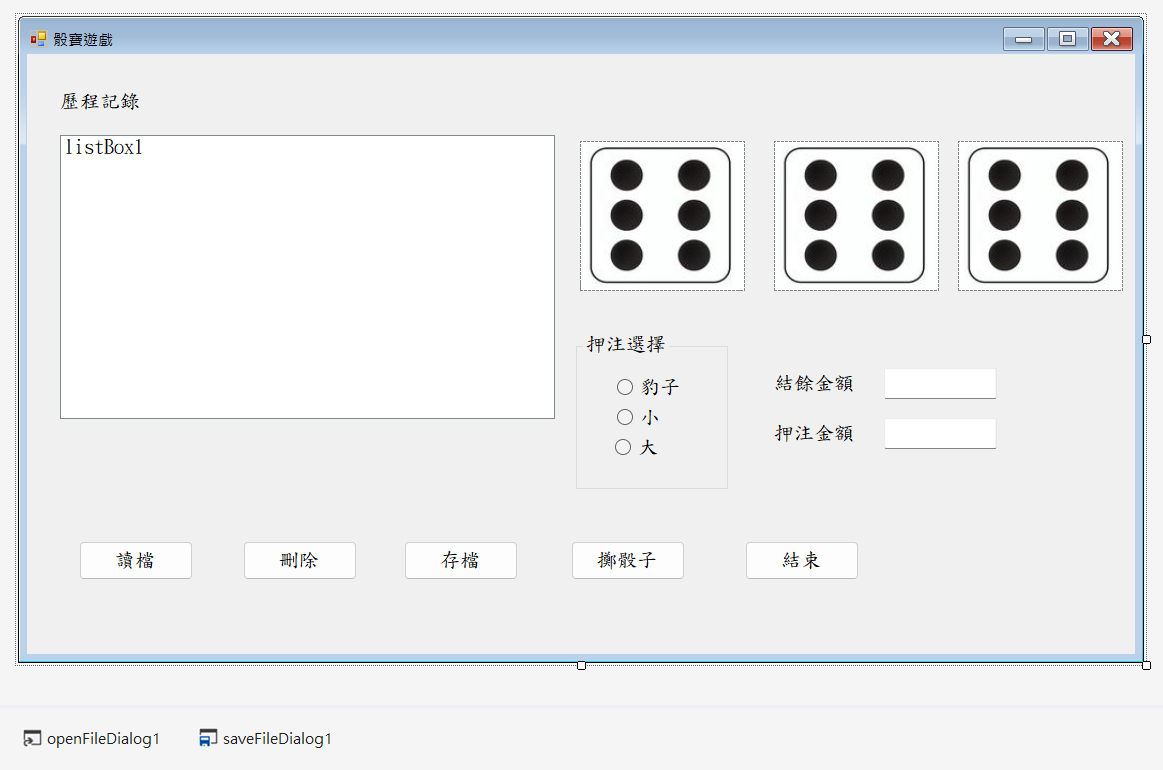 骰寶遊戲
歷程記錄
listBox1
押注選擇
豹子
小
大
結餘金額
押注金額
讀檔
刪除
存檔
擲骰子
結束
openFileDialog1
saveFileDialog1